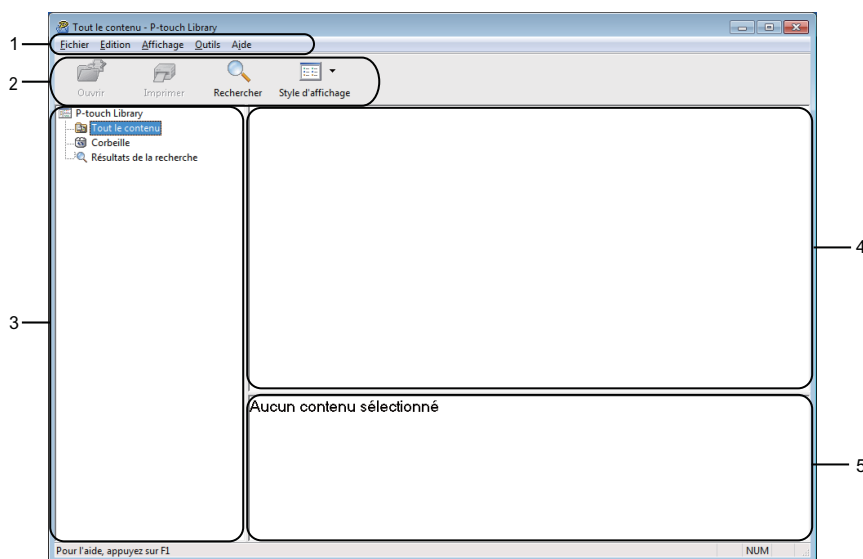 Tout le contenu - P-touch Library
1
Fichier Edition Affichage Outils Aide
2
Ouvrir Imprimer Rechercher Style d'affichage
P-touch Library
Tout le contenu
Corbeille
Résultats de la recherche
4
3
Aucun contenu sélectionné
5
Pour l'aide, appuyez sur F1 NUM